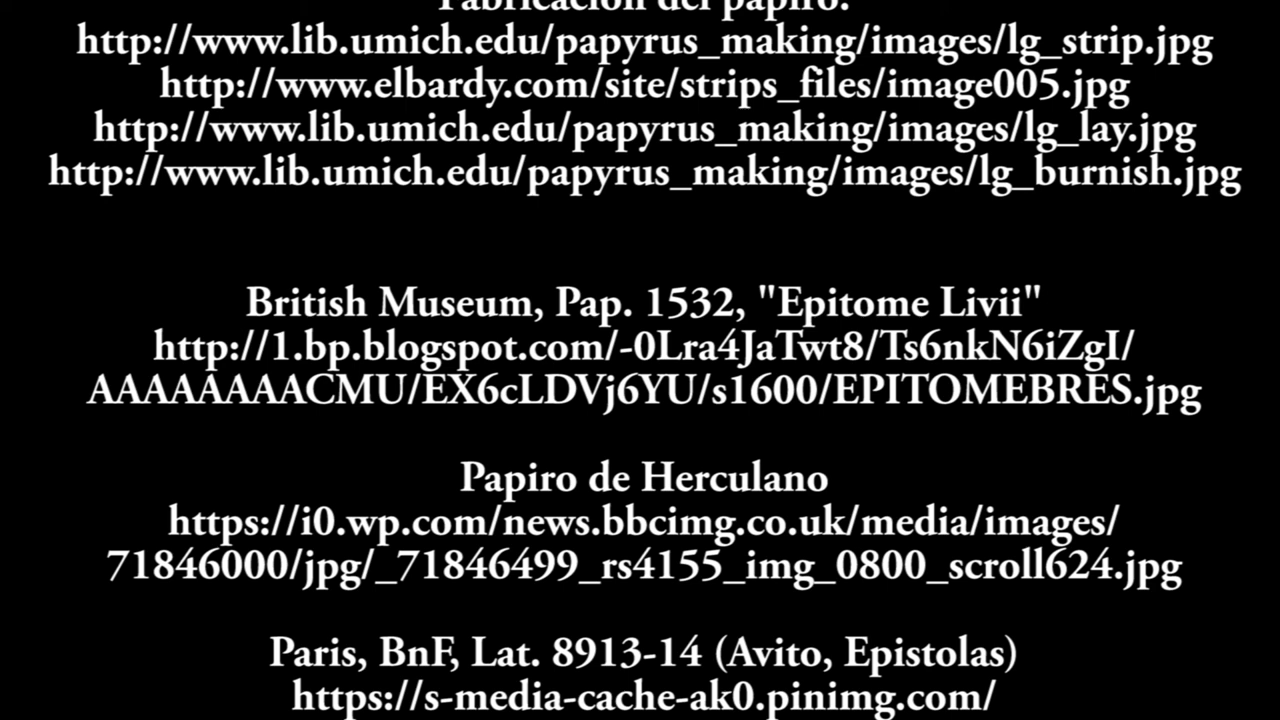 Fabricación del papiro:
http://www.lib.umich.edu/papyrus_making/images/lg_strip.jpg
http://www.elbardy.com/site/strips_files/image005.jpg
http://www.lib.umich.edu/papyrus_making/images/lg_lay.jpg
http://www.lib.umich.edu/papyrus_making/images/lg_burnish.jpg
British Museum, Pap. 1532, "Epitome Livii"
http://1.bp.blogspot.com/-0Lra4JaTwt8/Ts6nkN6iZgI/
AAAAAAAACMU/EX6cLDVj6YU/s1600/EPITOMEBRES.jpg
Papiro de Herculano
https://i0.wp.com/news.bbcimg.co.uk/media/images/
71846000/jpg/_71846499_rs4155_img_0800_scroll624.jpg
Paris, BnF, Lat. 8913-14 (Avito, Epistolas)
https://s-media-cache-ak0.pinimg.com/